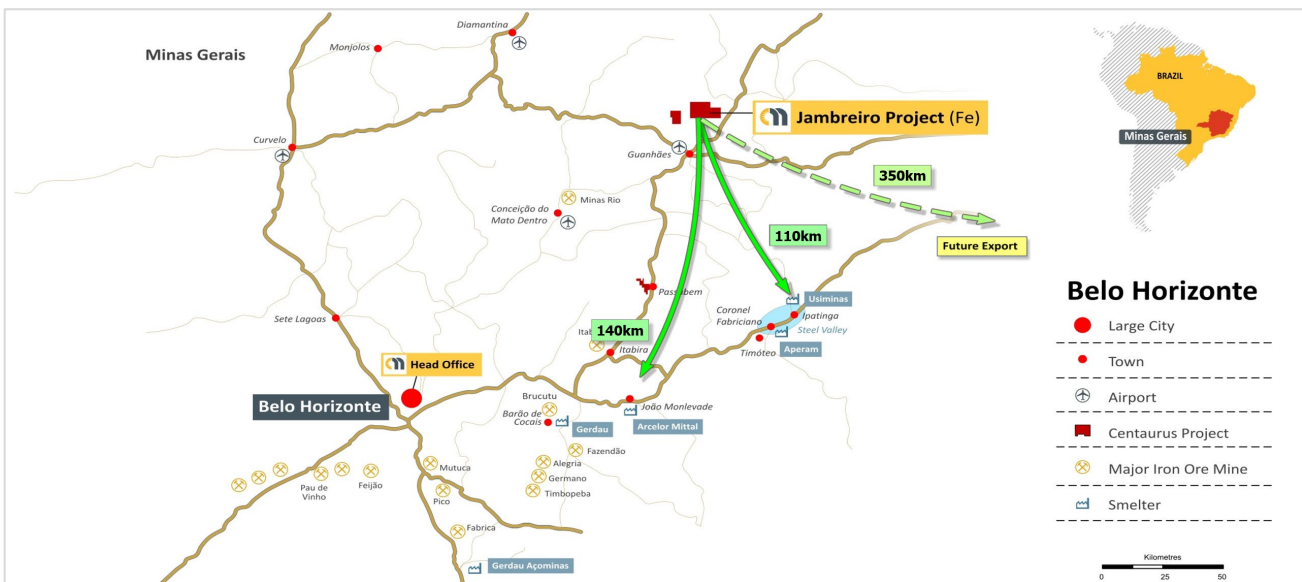 Minas Gerais
Diamantina
Monjolos
Jambreiro Project (Fe)
Curvelo
Guanhães
350km
Minas Rio
Conceição do
Mato Dentro
110km
Future Export
Passabem
Usiminas
Coronel
Fabriciano
Ipatinga
Steel Valley
Sete Lagoas
140km
Itabira
Timóteo
Aperam
Head Office
Belo Horizonte
Brucutu
João Monlevade
Barão de
Cocais
Gerdau
Arcelor Mittal
Fazendão
Mutuca
Alegria
Pau de
Vinho
Feijão
Germano
Pico
Timbopeba
Fabrica
Gerdau Açominas
BRAZIL
Minas Gerais
Belo Horizonte
Large City
Town
Airport
Centaurus Project
Major Iron Ore Mine
Smelter
Kilometres
0 25 50